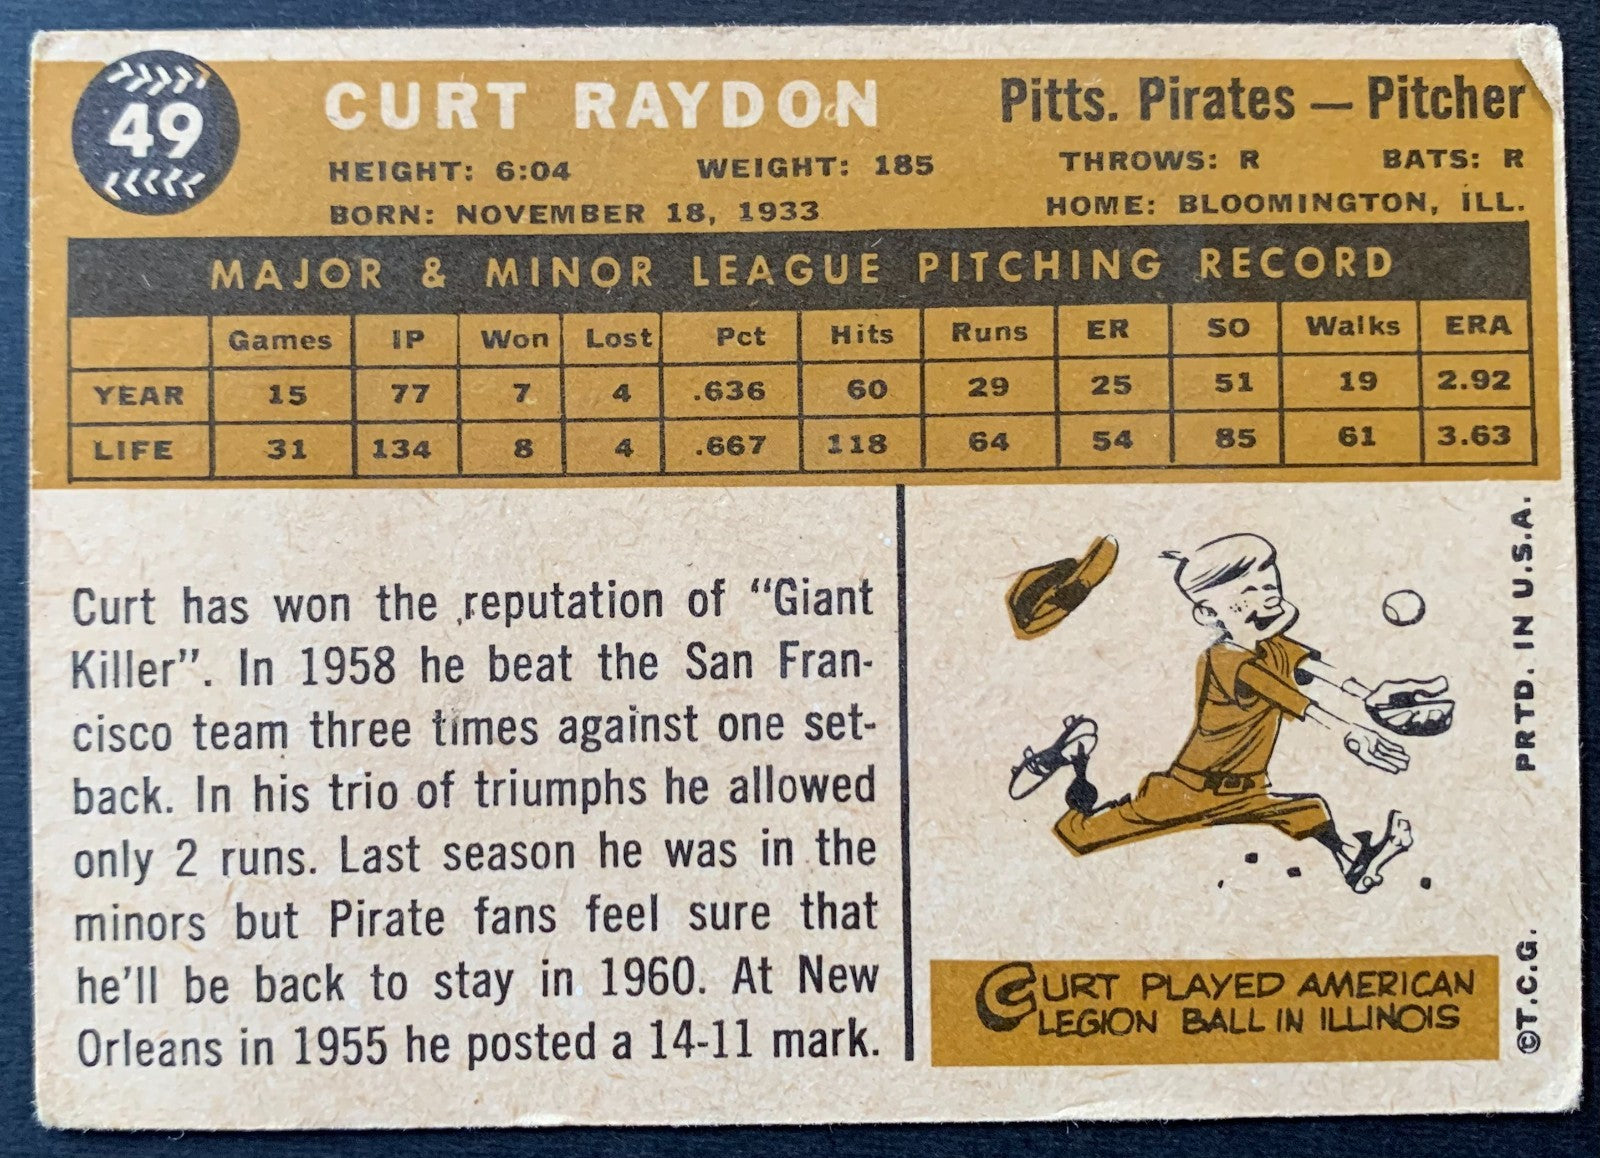 49
CURT RAYDON
Pitts. Pirates — Pitcher
HEIGHT: 6:04 WEIGHT: 185 THROWS: R BATS: R
BORN: NOVEMBER 18, 1933 HOME: BLOOMINGTON, ILL.
MAJOR & MINOR LEAGUE PITCHING RECORD
Games IP Won Lost Pct Hits Runs ER SO Walks ERA
YEAR 15 77 7 4 .636 60 29 25 51 19 2.92
LIFE 31 134 8 4 .667 118 64 54 85 61 3.63
Curt has won the reputation of "Giant
Killer". In 1958 he beat the San Fran-
cisco team three times against one set-
back. In his trio of triumphs he allowed
only 2 runs. Last season he was in the
minors but Pirate fans feel sure that
he'll be back to stay in 1960. At New
Orleans in 1955 he posted a 14-11 mark.
CURT PLAYED AMERICAN
LEGION BALL IN ILLINOIS
©T.C.G. PRTD. IN U.S.A.